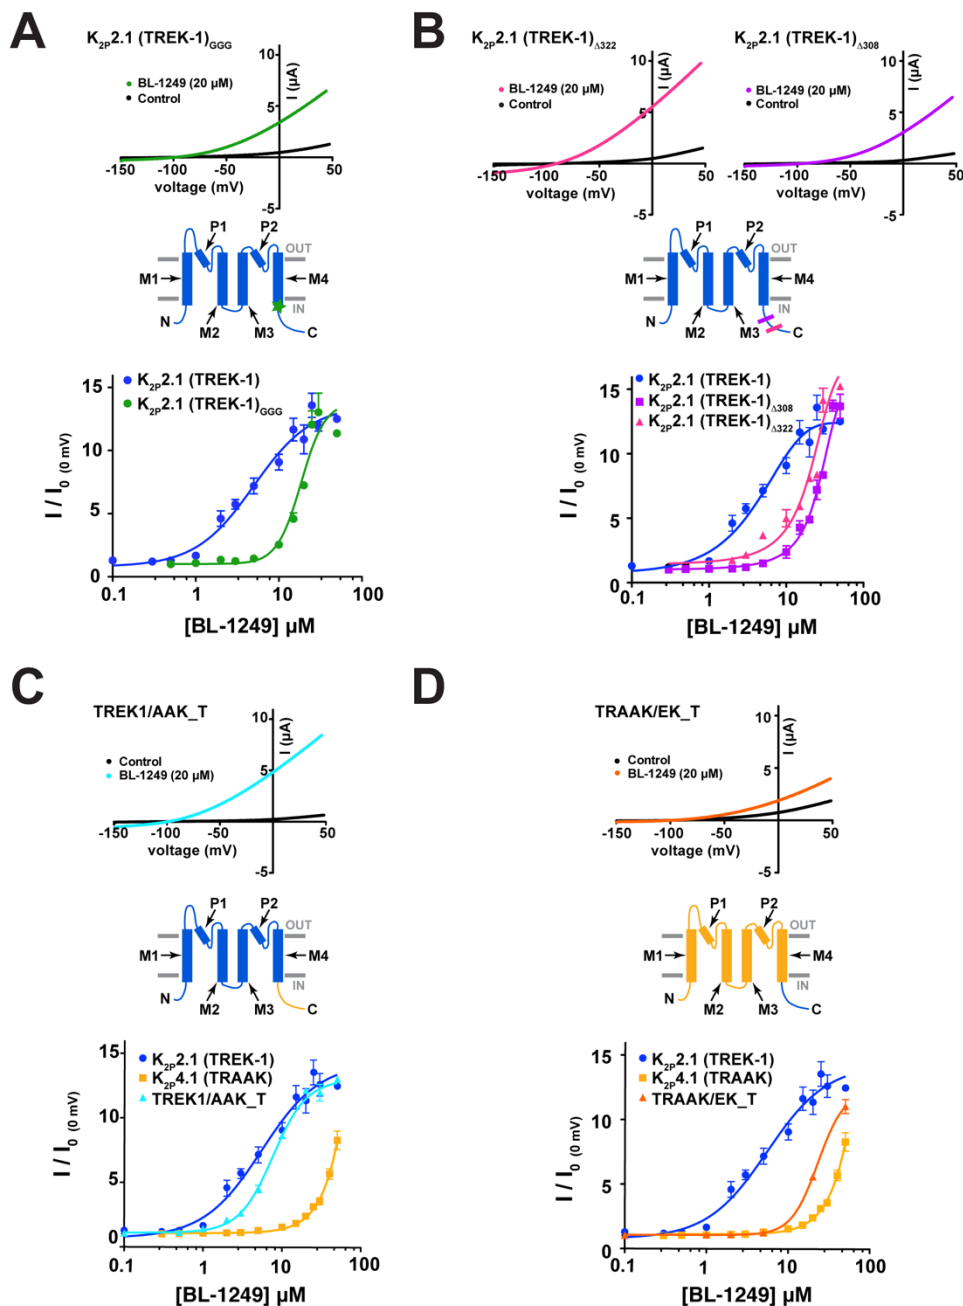 A
K2P2.1 (TREK-1)GGG
10
I (μA)
BL-1249 (20 μM)
Control
5
-150 -100 -50 50
voltage (mV)
-5
P1 P2
OUT
M1 M4
IN
N M2 M3 C
15
K2P2.1 (TREK-1)
K2P2.1 (TREK-1)GGG
10
I / I0 (0 mV)
5
0
0.1 1 10 100
[BL-1249] μM
B
K2P2.1 (TREK-1)Δ322
10
I (μA)
BL-1249 (20 μM)
Control
5
-150 -100 -50 50
voltage (mV)
-5
K2P2.1 (TREK-1)Δ308
10
I (μA)
BL-1249 (20 μM)
Control
5
-150 -100 -50 50
voltage (mV)
-5
P1 P2
OUT
M1 M4
IN
N M2 M3 C
15
K2P2.1 (TREK-1)
K2P2.1 (TREK-1)Δ308
K2P2.1 (TREK-1)Δ322
10
I / I0 (0 mV)
5
0
0.1 1 10 100
[BL-1249] μM
C
TREK1/AAK_T
10
I (μA)
Control
BL-1249 (20 μM)
5
-150 -100 -50 50
voltage (mV)
-5
P1 P2
OUT
M1 M4
IN
N M2 M3 C
15
K2P2.1 (TREK-1)
K2P4.1 (TRAAK)
TREK1/AAK_T
10
I / I0 (0 mV)
5
0
0.1 1 10 100
[BL-1249] μM
D
TRAAK/EK_T
10
I (μA)
Control
BL-1249 (20 μM)
5
-150 -100 -50 50
voltage (mV)
-5
P1 P2
OUT
M1 M4
IN
N M2 M3 C
15
K2P2.1 (TREK-1)
K2P4.1 (TRAAK)
TRAAK/EK_T
10
I / I0 (0 mV)
5
0
0.1 1 10 100
[BL-1249] μM